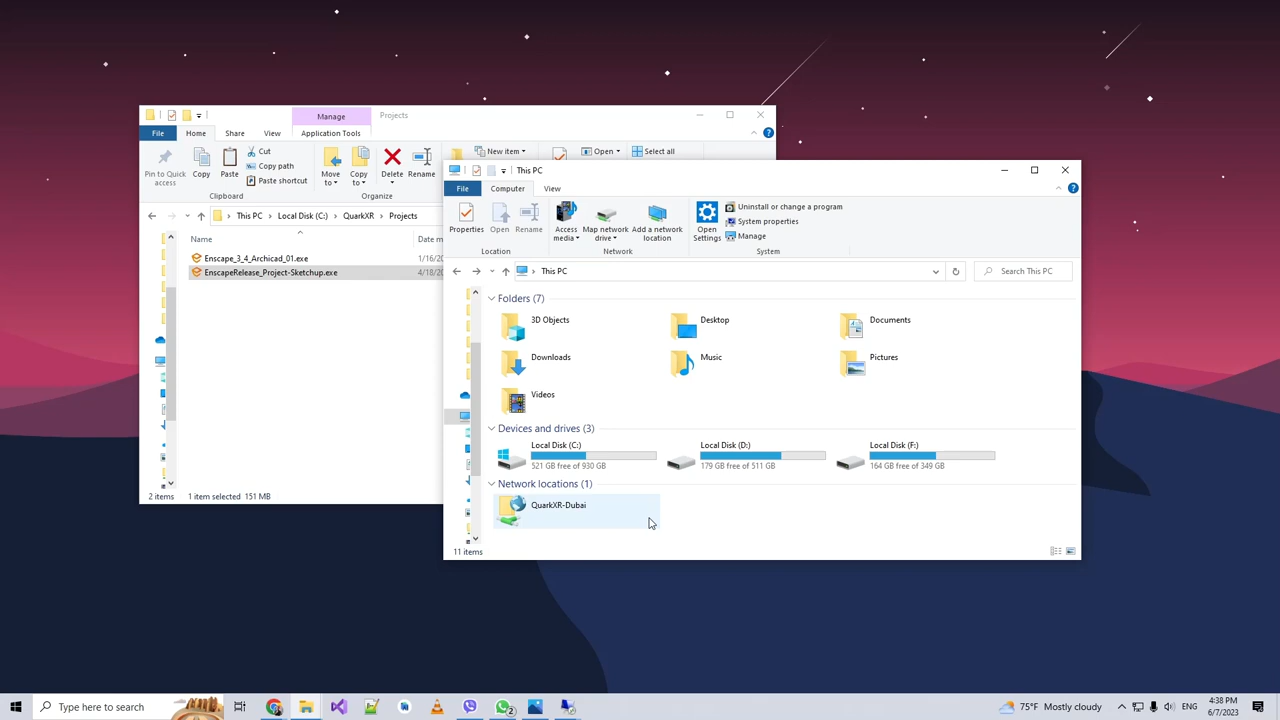 Manage
Projects
File
Home
Share
View
Application Tools
Pin to Quick
access
Copy
Paste
Cut
Copy path
Paste shortcut
Clipboard
Move
to
Copy
to
Delete
Rename
Organize
New item
Open
Select all
This PC
Local Disk (C:)
QuarkXR
Projects
Name
Date m
Enscape_3_4_Archicad_01.exe
1/16/20
EnscapeRelease_Project-Sketchup.exe
4/18/20
2 items
1 item selected 151 MB
This PC
File
Computer
View
Properties
Open
Rename
Location
Access
media
Map network
drive
Add a network
location
Network
Open
Settings
Uninstall or change a program
System properties
Manage
System
This PC
Search This PC
Folders (7)
3D Objects
Desktop
Documents
Downloads
Music
Pictures
Videos
Devices and drives (3)
Local Disk (C:)
521 GB free of 930 GB
Local Disk (D:)
179 GB free of 511 GB
Local Disk (F:)
164 GB free of 349 GB
Network locations (1)
QuarkXR-Dubai
11 items
Type here to search
2
75°F Mostly cloudy
ENG
4:38 PM
6/7/2023